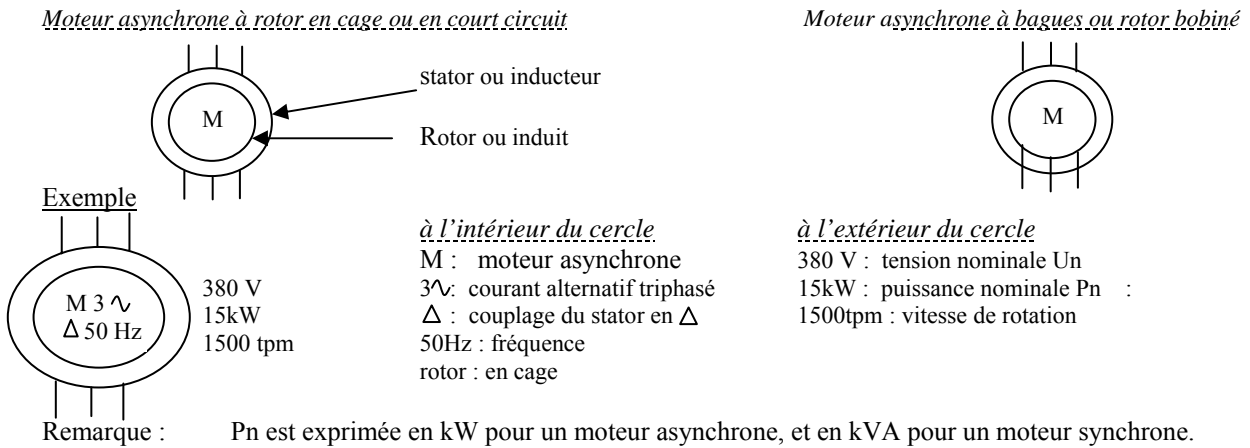 Moteur asynchrone à rotor en cage ou en court circuit
Moteur asynchrone à bagues ou rotor bobiné
stator ou inducteur
M
Rotor ou induit
M
Exemple
à l'intérieur du cercle
M : moteur asynchrone
3∿: courant alternatif triphasé
Δ : couplage du stator en Δ
50Hz : fréquence
rotor : en cage
à l'extérieur du cercle
380 V : tension nominale Un
15kW : puissance nominale Pn :
1500tpm : vitesse de rotation
M 3 ∿
Δ 50 Hz
380 V
15kW
1500 tpm
Remarque : Pn est exprimée en kW pour un moteur asynchrone, et en kVA pour un moteur synchrone.